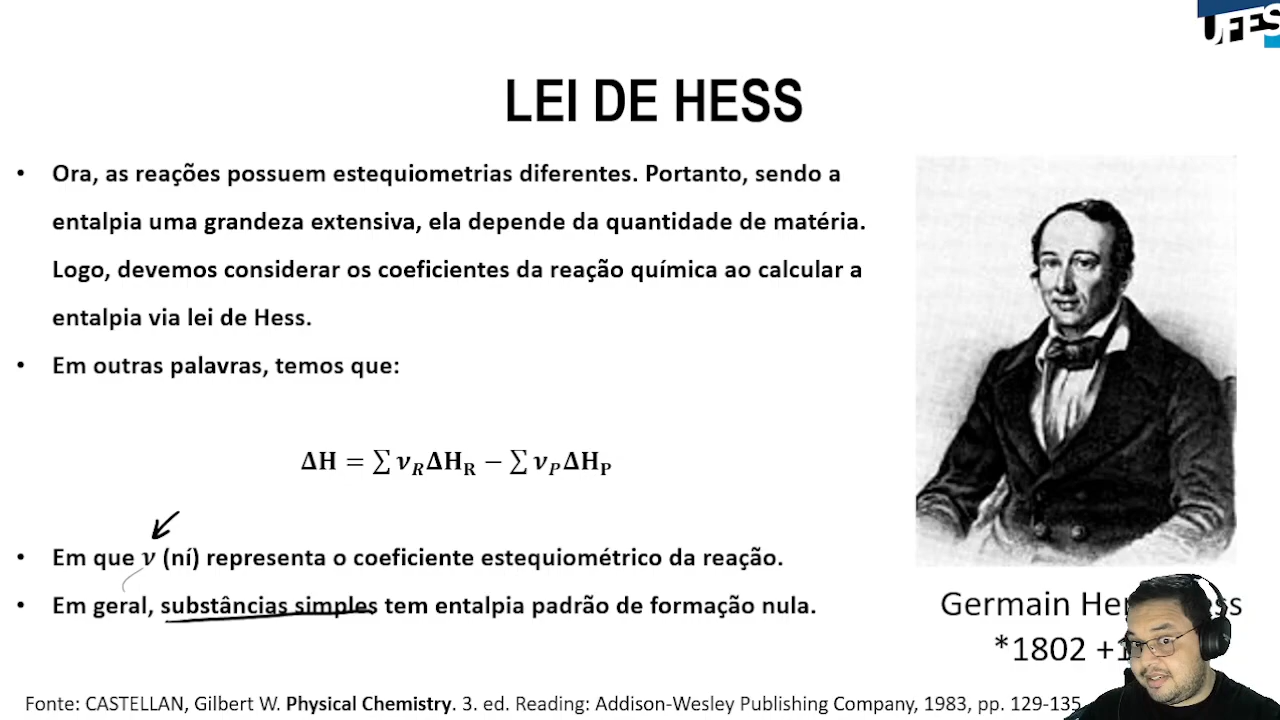 UFES
LEI DE HESS
• Ora, as reações possuem estequiometrias diferentes. Portanto, sendo a
entalpia uma grandeza extensiva, ela depende da quantidade de matéria.
Logo, devemos considerar os coeficientes da reação química ao calcular a
entalpia via lei de Hess.
• Em outras palavras, temos que:
ΔH = ∑ νRΔHR − ∑ νPΔHP
• Em que ν (ní) representa o coeficiente estequiométrico da reação.
• Em geral, substâncias simples tem entalpia padrão de formação nula.
Germain
*1802
Fonte: CASTELLAN, Gilbert W. Physical Chemistry. 3. ed. Reading: Addison-Wesley Publishing Company, 1983, pp. 129-135